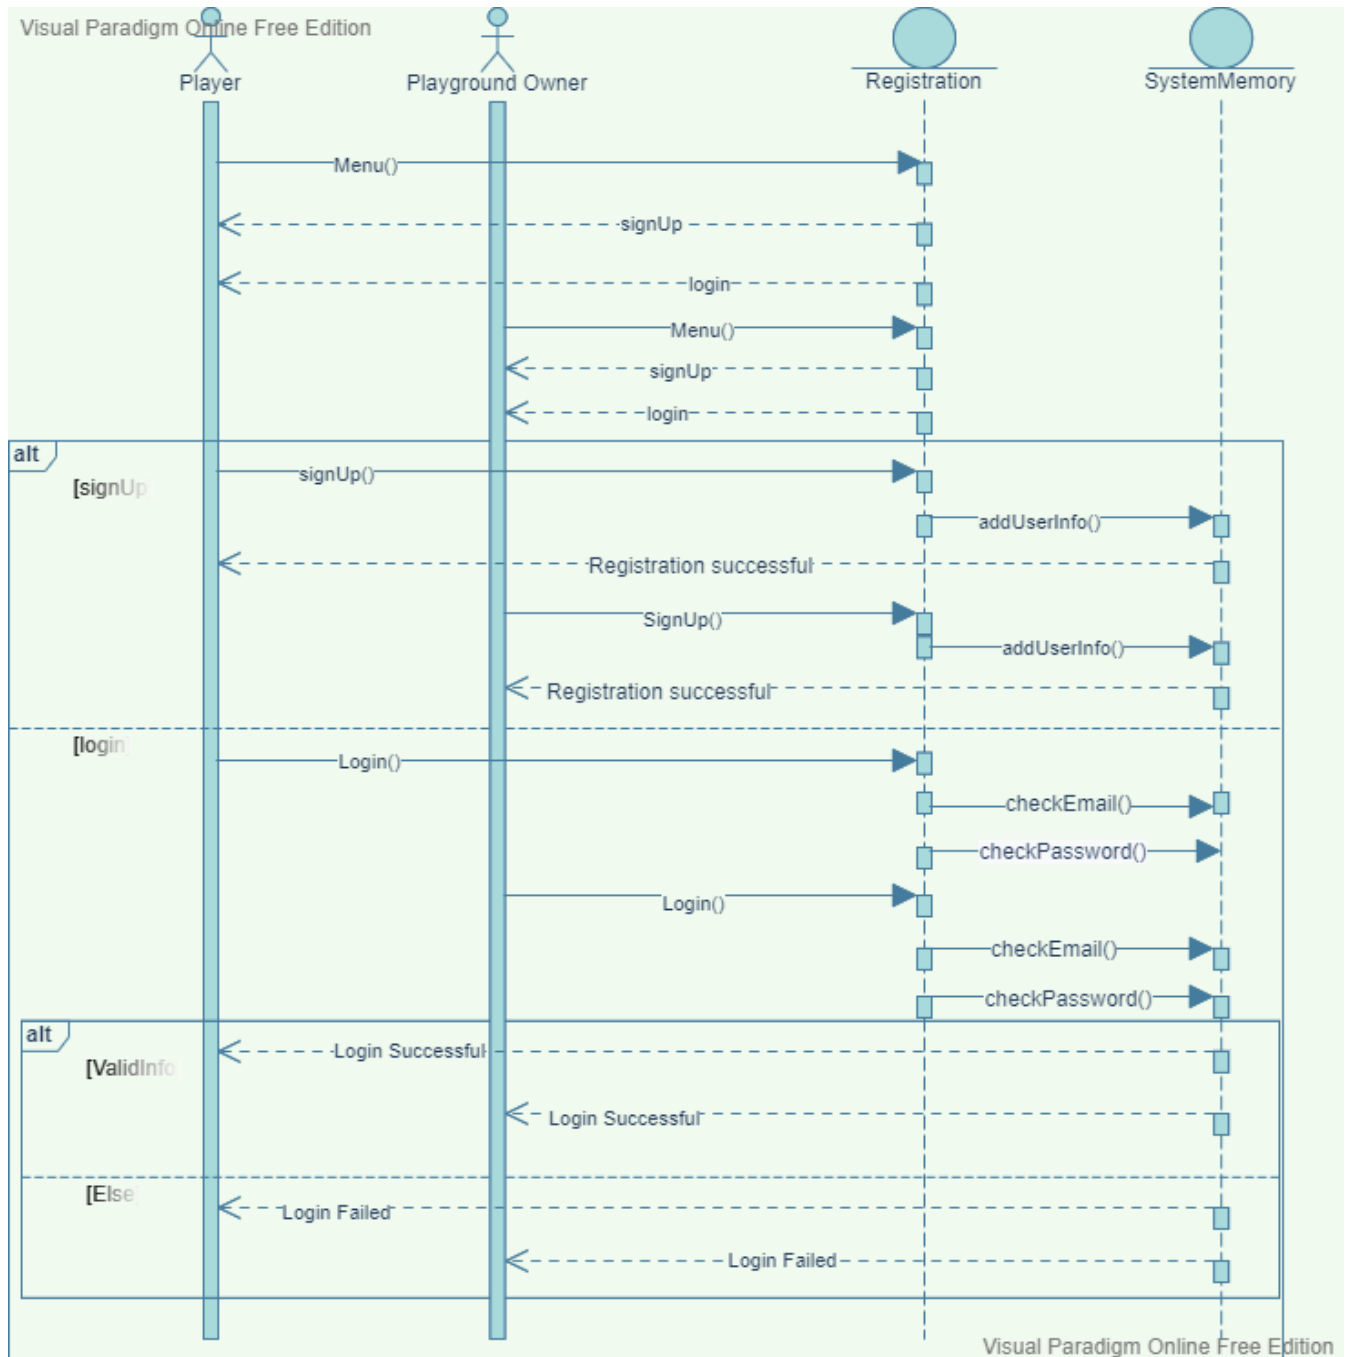 Visual Paradigm Online Free Edition
Player
Playground Owner
Registration
SystemMemory
Menu()
signUp
login
Menu()
signUp
login
alt
[signUp
signUp()
addUserInfo()
Registration successful
SignUp()
addUserInfo()
Registration successful
[login
Login()
checkEmail()
checkPassword()
Login()
checkEmail()
checkPassword()
alt
[ValidInfo
Login Successful
Login Successful
[Else
Login Failed
Login Failed
Visual Paradigm Online Free Edition